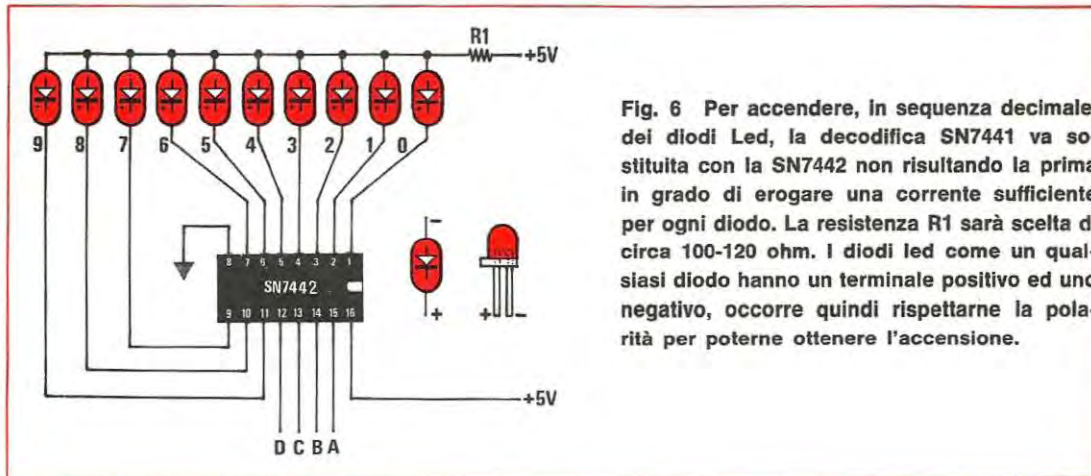 R1
+5V
9 8 7 6 5 4 3 2 1 0
8 7 6 5 4 3 2 1
SN7442
9 10 11 12 13 14 15 16
- 
+
+ -
+5V
D C B A
Fig. 6 Per accendere, in sequenza decimale
dei diodi Led, la decodifica SN7441 va so-
stituita con la SN7442 non risultando la prima
in grado di erogare una corrente sufficiente
per ogni diodo. La resistenza R1 sarà scelta d
circa 100-120 ohm. I diodi led come un qual-
siasi diodo hanno un terminale positivo ed uno
negativo, occorre quindi rispettarne la pola-
rità per poterne ottenere l'accensione.